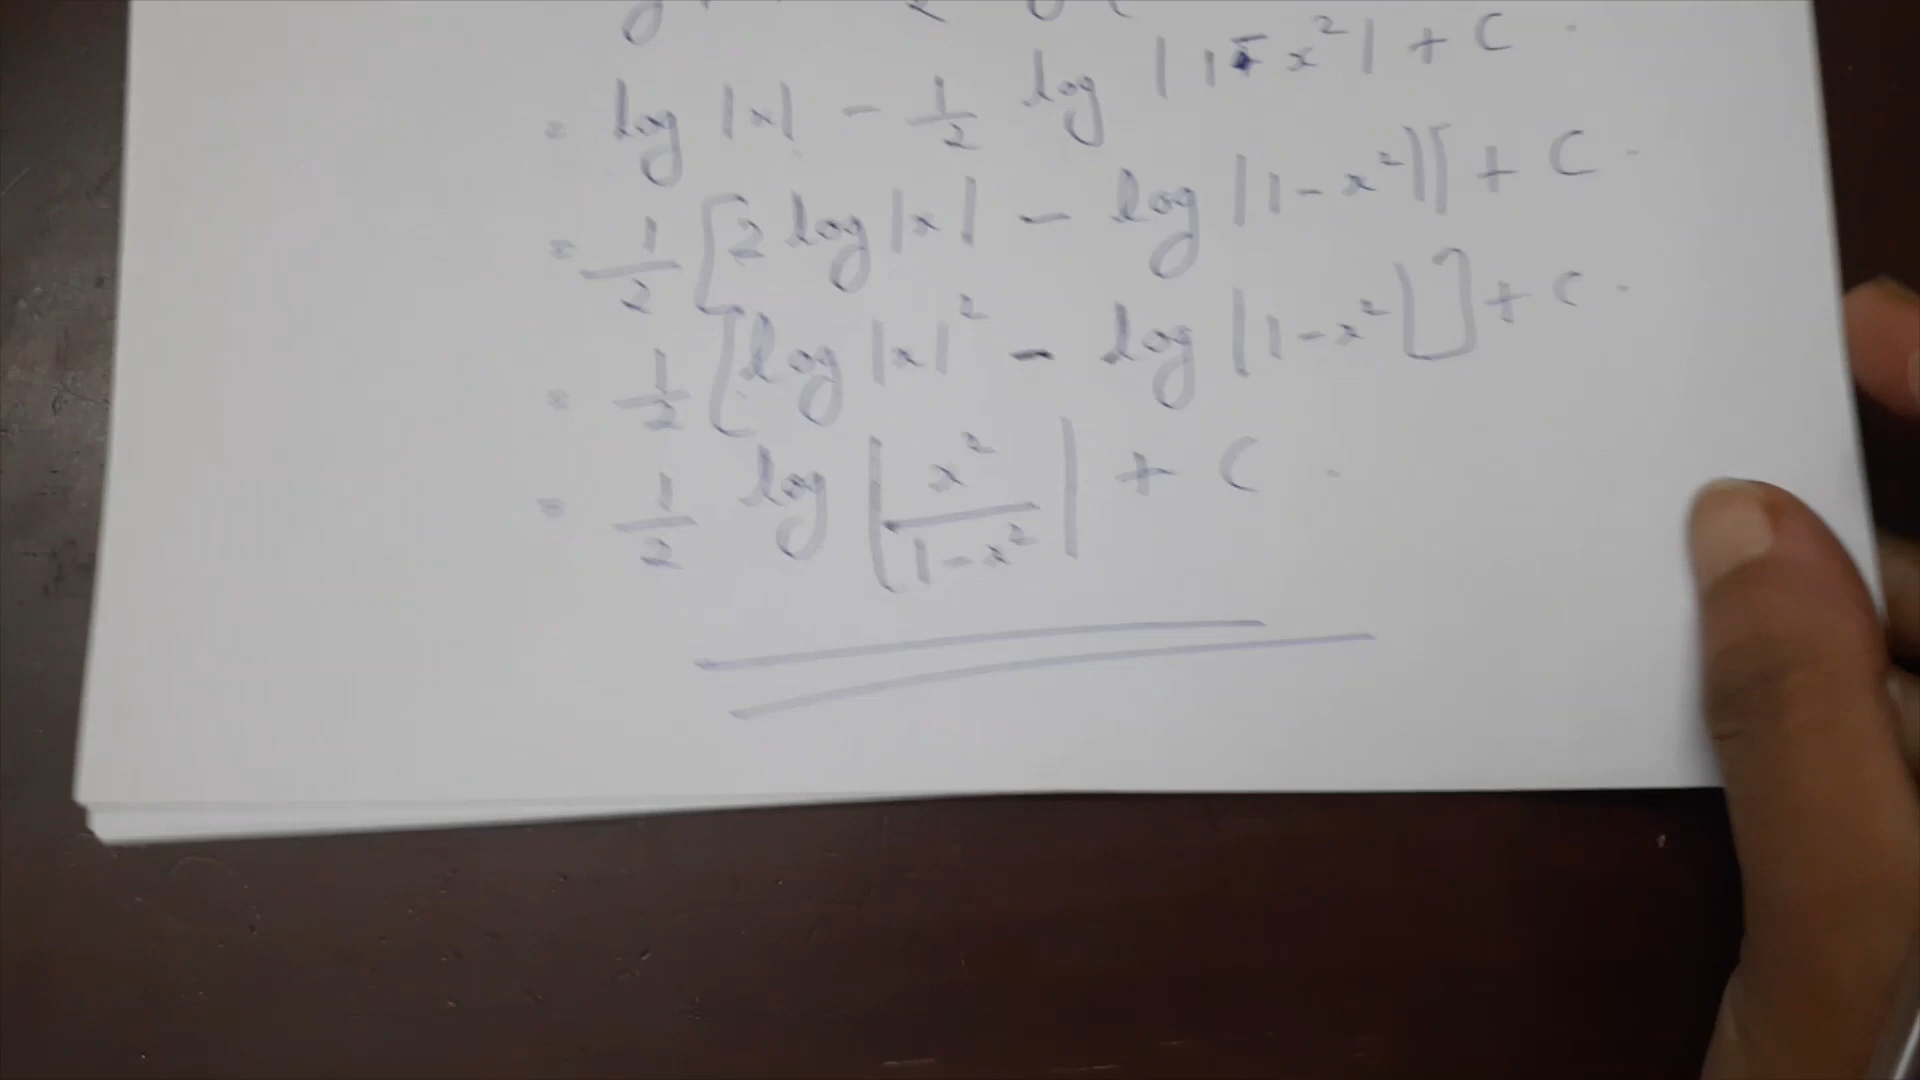 = log |x| - 1/2 log |1 - x²| + C.
= 1/2 [2 log |x| - log |1 - x²|] + C.
= 1/2 [log |x|² - log |1 - x²|] + C.
= 1/2 log |x²/(1 - x²)| + C.